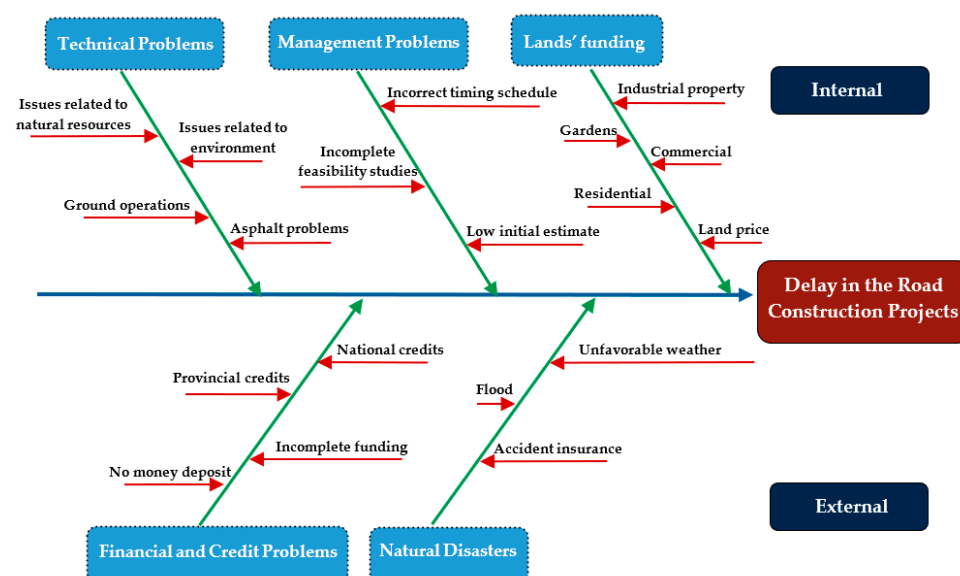 Technical Problems
Management Problems
Lands' funding
Internal
Issues related to
natural resources
Issues related to
environment
Ground operations
Asphalt problems
Incorrect timing schedule
Incomplete
feasibility studies
Low initial estimate
Industrial property
Gardens
Commercial
Residential
Land price
Delay in the Road
Construction Projects
National credits
Provincial credits
Incomplete funding
No money deposit
Unfavorable weather
Flood
Accident insurance
Financial and Credit Problems
Natural Disasters
External